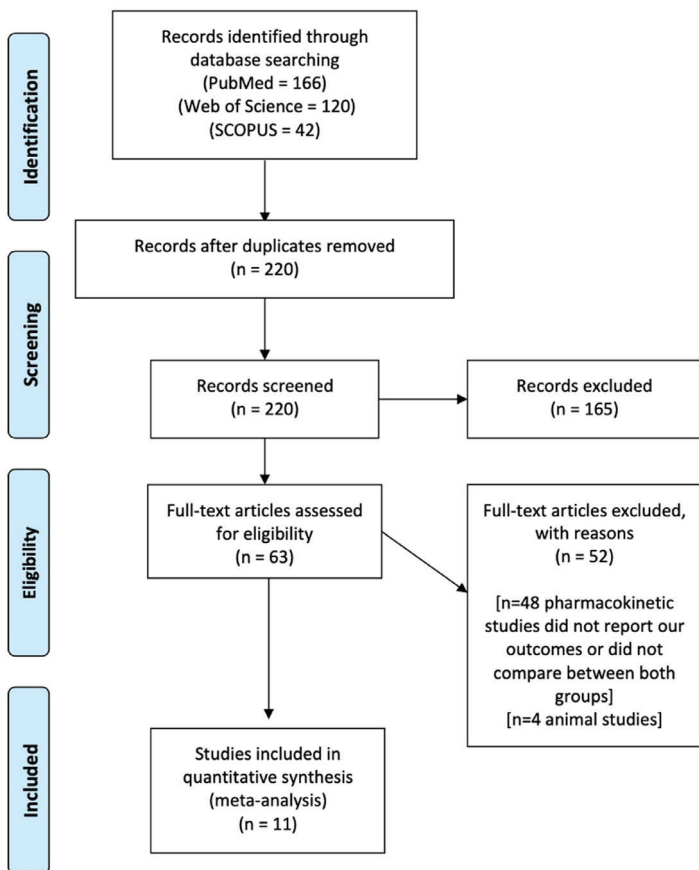 Identification
Records identified through
database searching
(PubMed = 166)
(Web of Science = 120)
(SCOPUS = 42)
Records after duplicates removed
(n = 220)
Screening
Records screened
(n = 220)
Records excluded
(n = 165)
Eligibility
Full-text articles assessed
for eligibility
(n = 63)
Full-text articles excluded,
with reasons
(n = 52)
[n=48 pharmacokinetic
studies did not report our
outcomes or did not
compare between both
groups]
[n=4 animal studies]
Included
Studies included in
quantitative synthesis
(meta-analysis)
(n = 11)